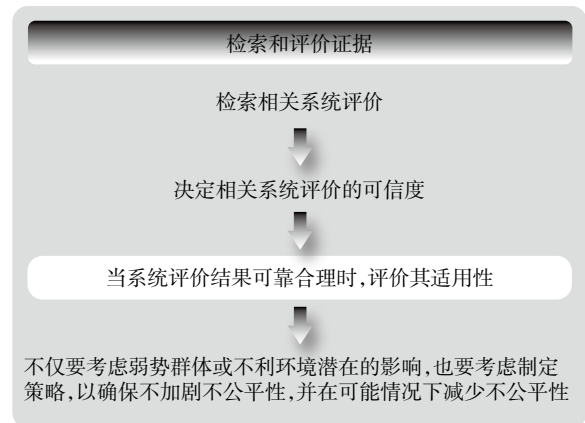 检索和评价证据
检索相关系统评价
决定相关系统评价的可信度
当系统评价结果可靠合理时,评价其适用性
不仅要考虑弱势群体或不利环境潜在的影响,也要考虑制定
策略,以确保不加剧不公平性,并在可能情况下减少不公平性